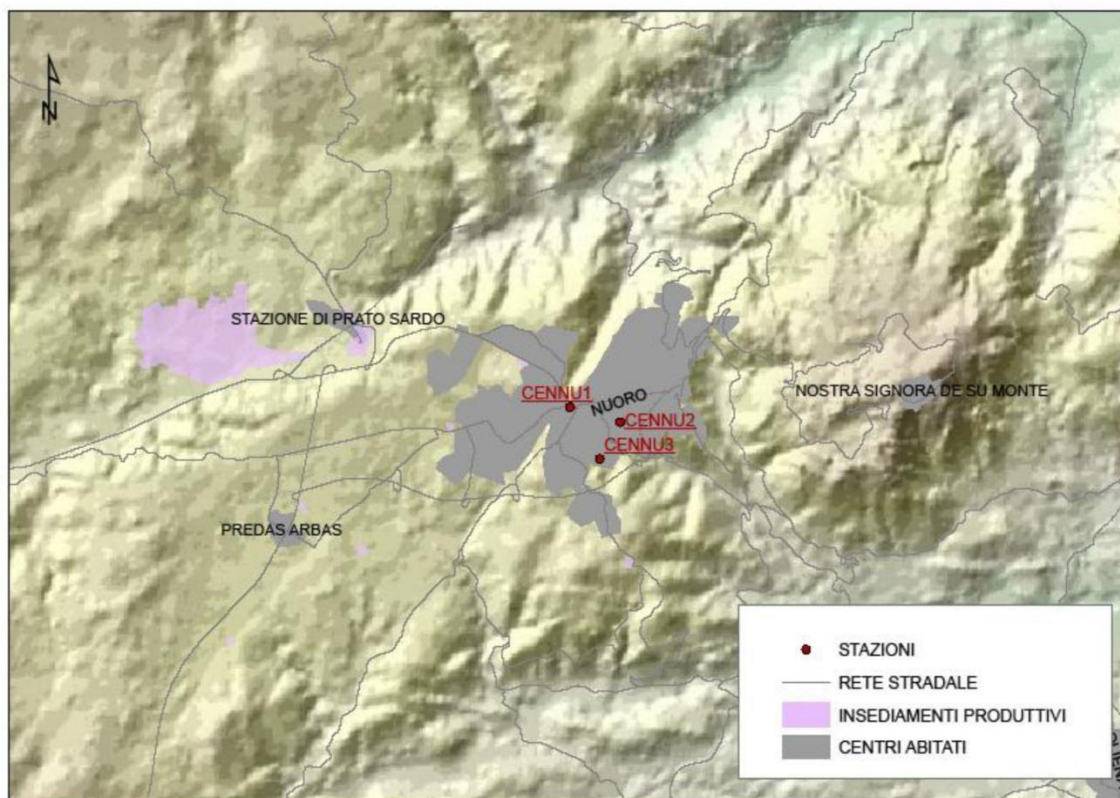 N
STAZIONE DI PRATO SARDO
CENNU1
NUORO
NOSTRA SIGNORA DE SU MONTE
CENNU2
CENNU3
PREDAS ARBAS
STAZIONI
RETE STRADALE
INSEDIAMENTI PRODUTTIVI
CENTRI ABITATI